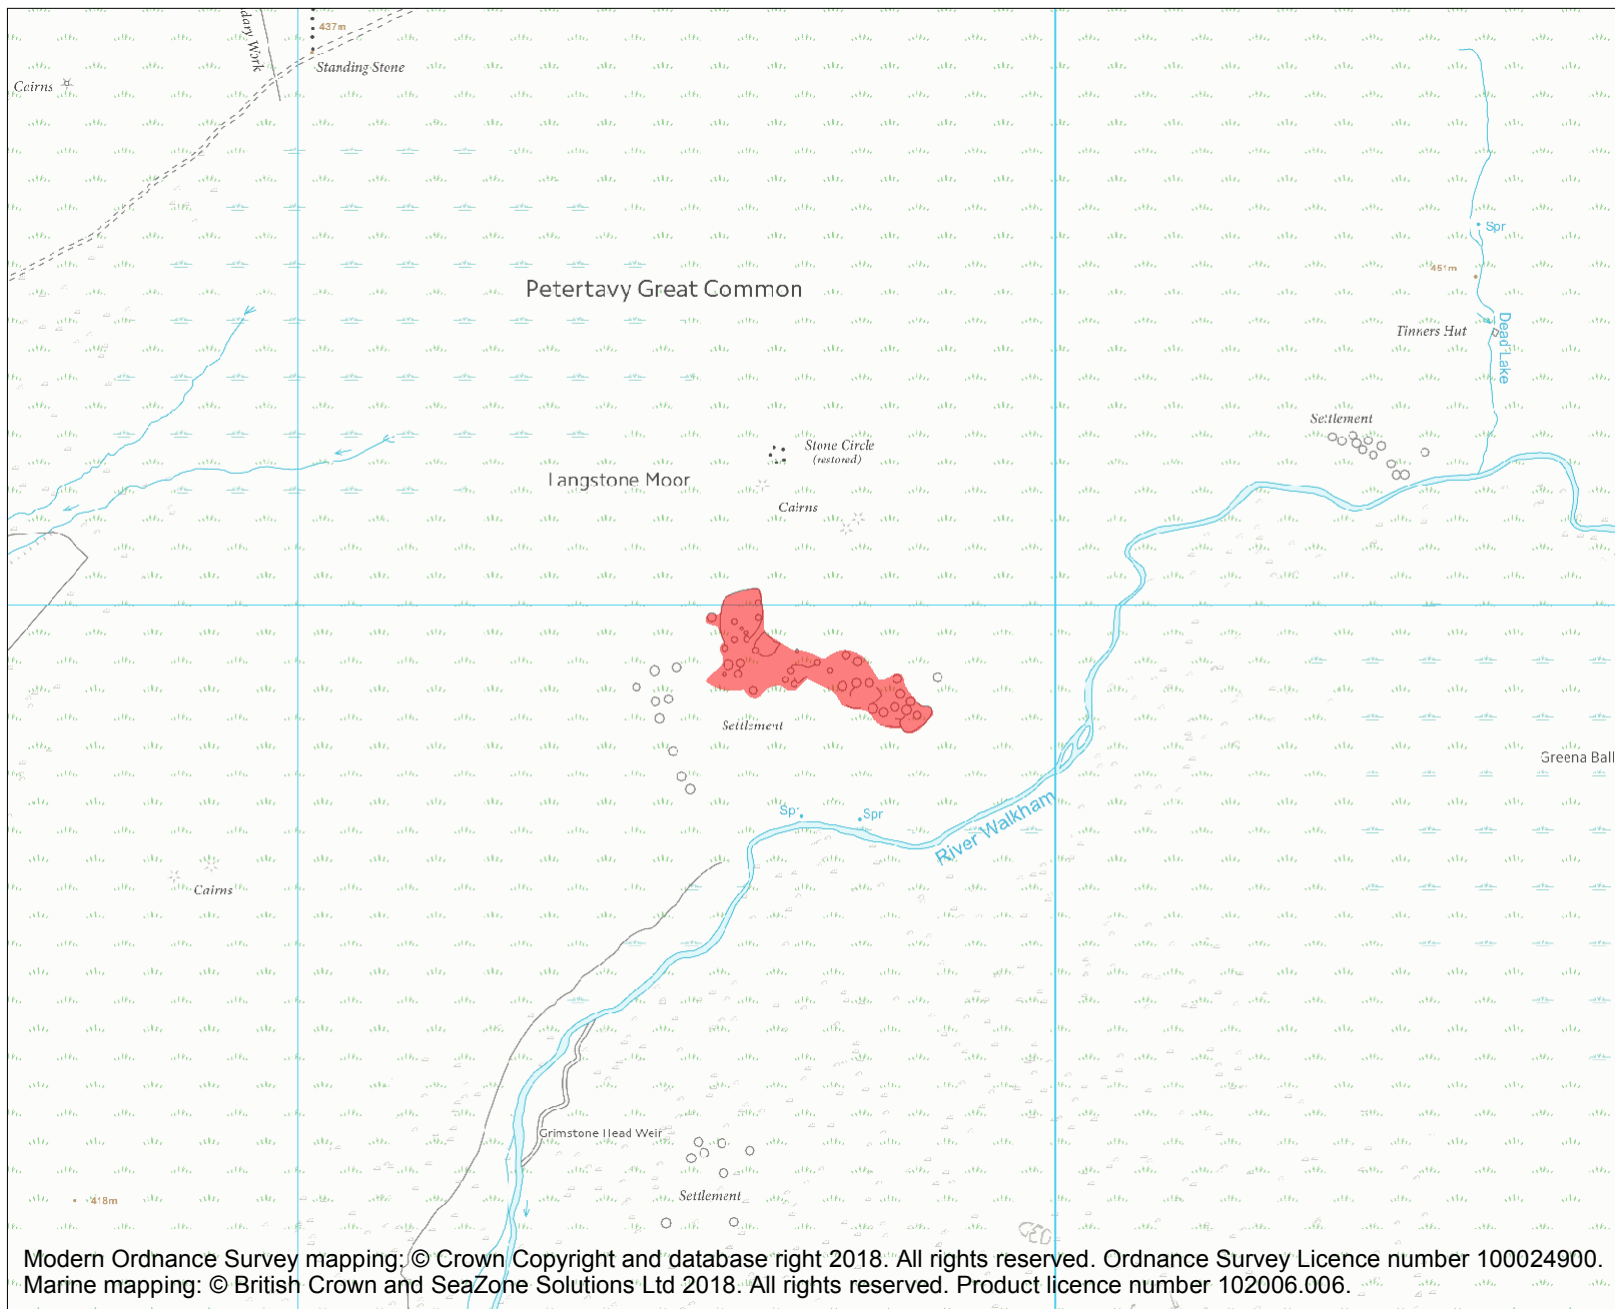 dary Work
437m
Standing Stone
Cairns
Spr
451m
Petertavy Great Common
Tinners Hut
Dead Lake
Settlement
Stone Circle
(restored)
Langstone Moor
Cairns
Settlement
Greena Ball
Spr
Spr
River Walkham
Cairns
Grimstone Head Weir
Settlement
418m
Modern Ordnance Survey mapping: © Crown Copyright and database right 2018. All rights reserved. Ordnance Survey Licence number 100024900.
Marine mapping: © British Crown and SeaZone Solutions Ltd 2018. All rights reserved. Product licence number 102006.006.